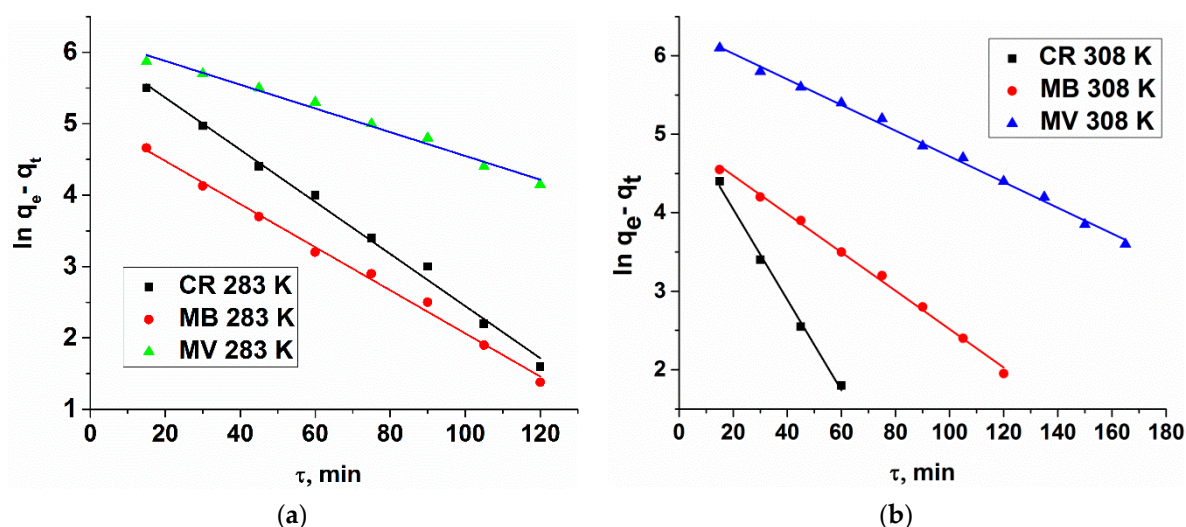 ln qe - qt
6
5
4
3
2
1
0 20 40 60 80 100 120
τ, min
CR 283 K
MB 283 K
MV 283 K
(a)
ln qe- qt
6
5
4
3
2
0 20 40 60 80 100 120 140 160 180
τ, min
CR 308 K
MB 308 K
MV 308 K
(b)